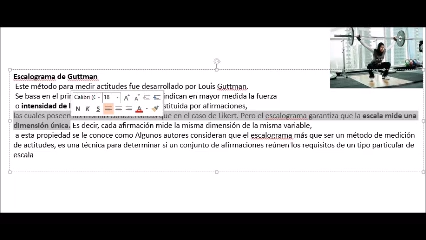 Escalograma de Guttman
Este método para medir actitudes fue desarrollado por Louis Guttman.
Se basa en el prin indican en mayor medida la fuerza
o intensidad de l stituida por afirmaciones,
los cuales poseen que en el caso de Likert. Pero el escalograma garantiza que la escala mide una
dimensión única. Es decir, cada afirmación mide la misma dimensión de la misma variable,
a esta propiedad se le conoce como Algunos autores consideran que el escalograma más que ser un método de medición
de actitudes, es una técnica para determinar si un conjunto de afirmaciones reúnen los requisitos de un tipo particular de
escala
Calibri (C 18
N K S